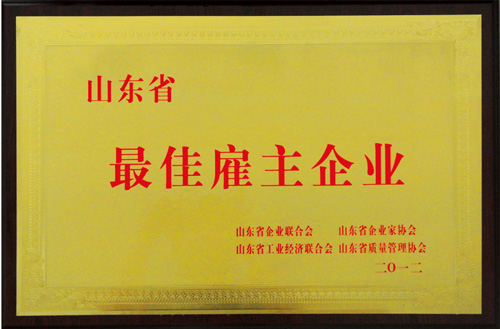 山东省
最佳雇主企业
山东省企业联合会 山东省企业家协会
山东省工业经济联合会 山东省质量管理协会
二〇一二